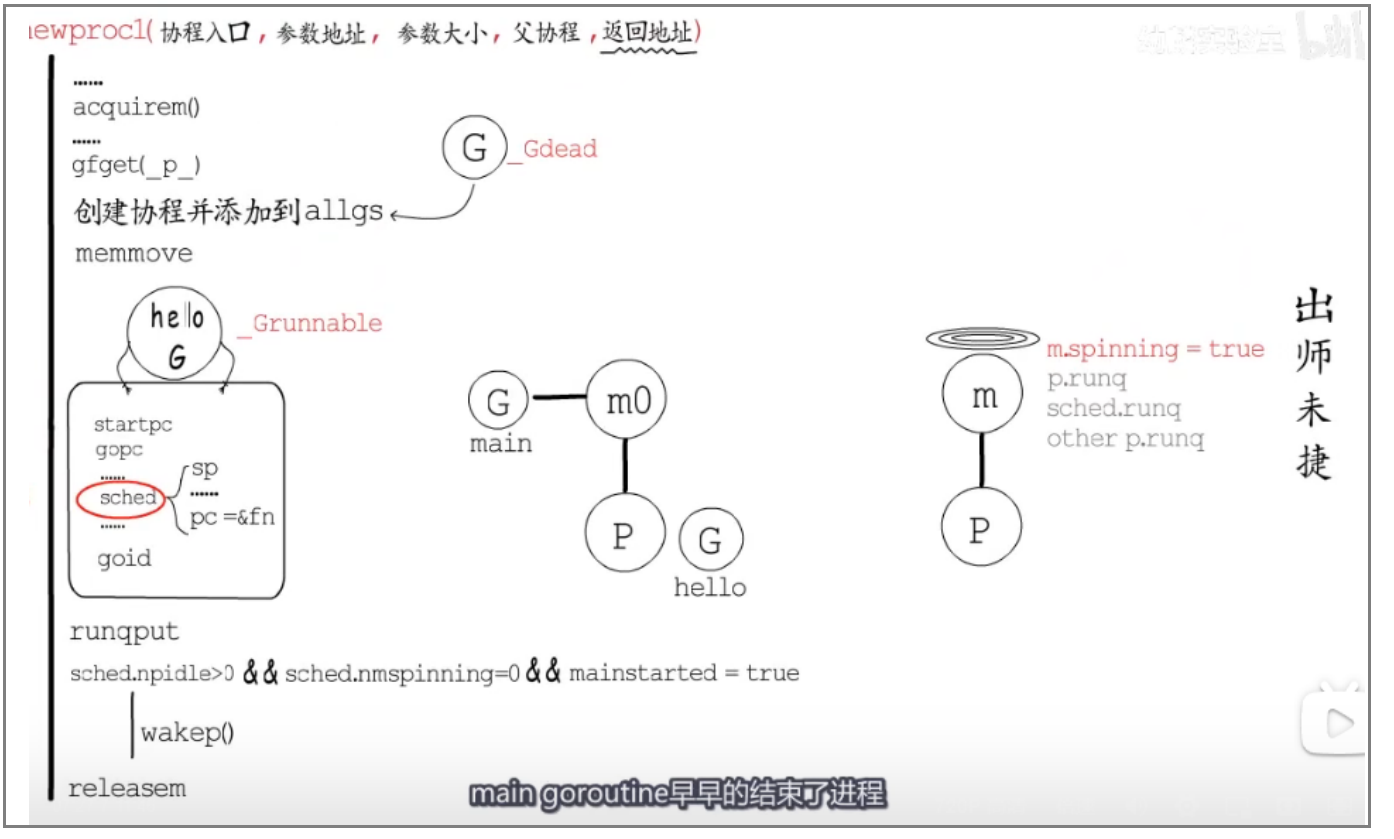 newproc1(协程入口，参数地址，参数大小，父协程，返回地址)
……
acquirem()
……
gfget(_p_)
G _Gdead
创建协程并添加到allgs
memmove
hello
G
_Grunnable
startpc
gopc
……
sched
sp
……
pc =&fn
……
goid
G
main
m0
P
G
hello
m
P
m.spinning = true
p.runq
sched.runq
other p.runq
出师未捷
runqput
sched.npidle>0 && sched.nmspinning=0 && mainstarted = true
wakep()
releasem
main goroutine早早的结束了进程